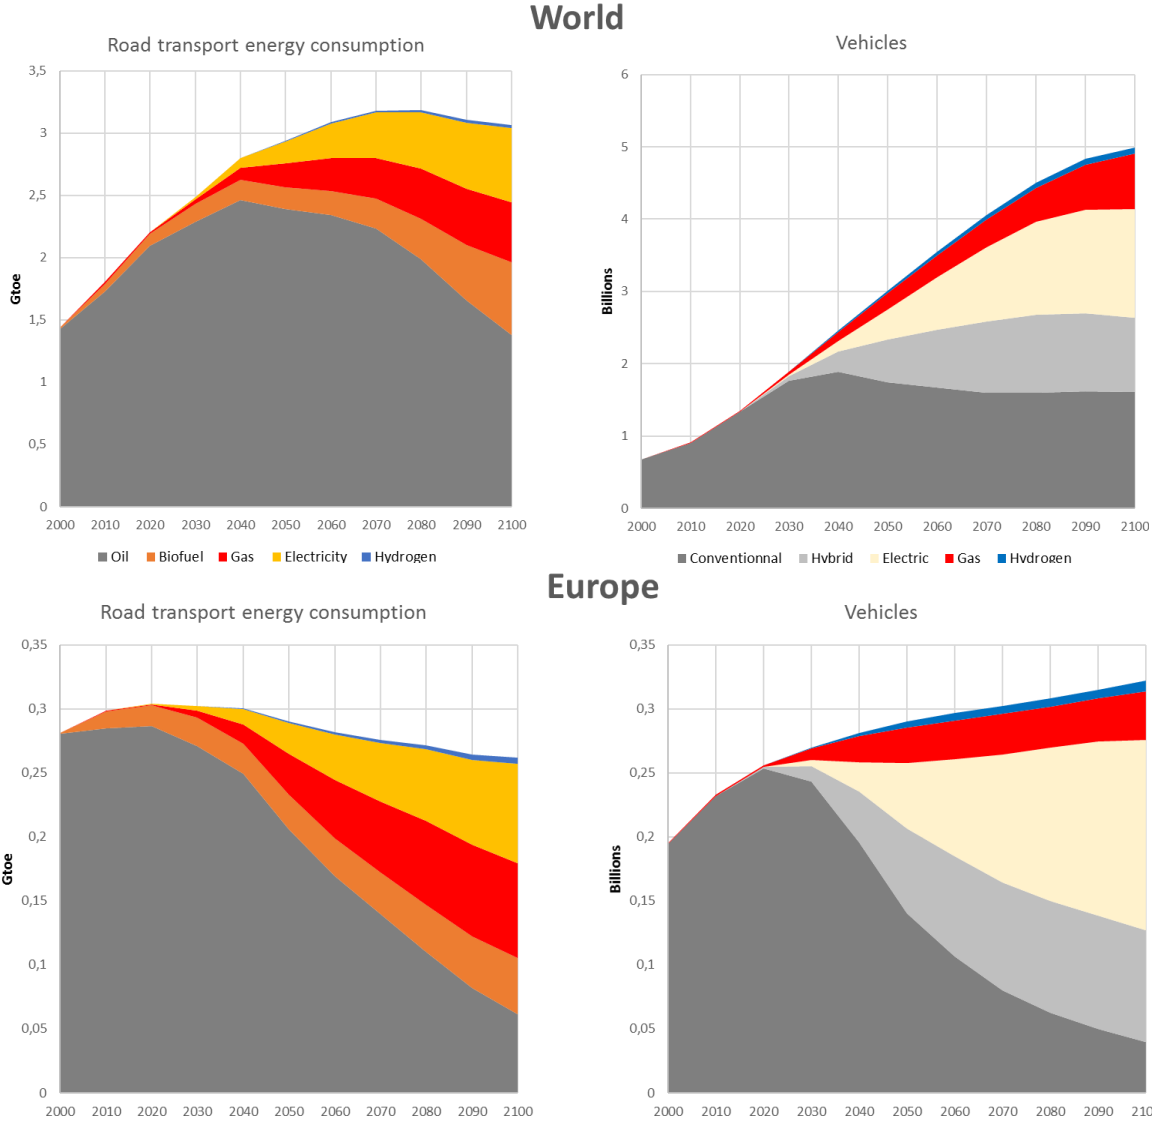 World
Road transport energy consumption
Vehicles
3,5
3
2,5
2
1,5
1
0,5
0
Gtoe
2000 2010 2020 2030 2040 2050 2060 2070 2080 2090 2100
Oil Biofuel Gas Electricity Hydrogen
6
5
4
3
2
1
0
Billions
2000 2010 2020 2030 2040 2050 2060 2070 2080 2090 2100
Conventionnal Hybrid Electric Gas Hydrogen
Europe
Road transport energy consumption
Vehicles
0,35
0,3
0,25
0,2
0,15
0,1
0,05
0
Gtoe
2000 2010 2020 2030 2040 2050 2060 2070 2080 2090 2100
0,35
0,3
0,25
0,2
0,15
0,1
0,05
0
Billions
2000 2010 2020 2030 2040 2050 2060 2070 2080 2090 2100